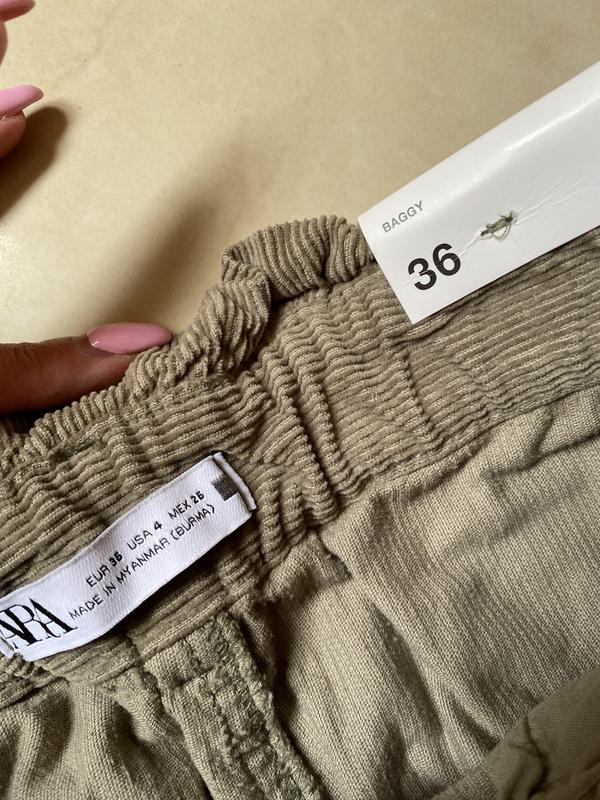 BAGGY
36
EUR 36 USA 4 MEX 26
MADE IN MYANMAR (BURMA)
ZARA